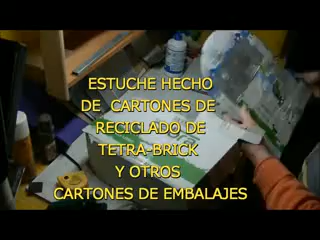 ESTUCHE HECHO
DE CARTONES DE
RECICLADO DE
TETRA-BRICK
Y OTROS
CARTONES DE EMBALAJES